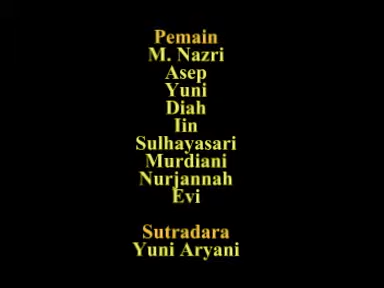 Pemain
M. Nazri
Asep
Yuni
Diah
Iin
Sulhayasari
Murdiani
Nurjannah
Evi
Sutradara
Yuni Aryani